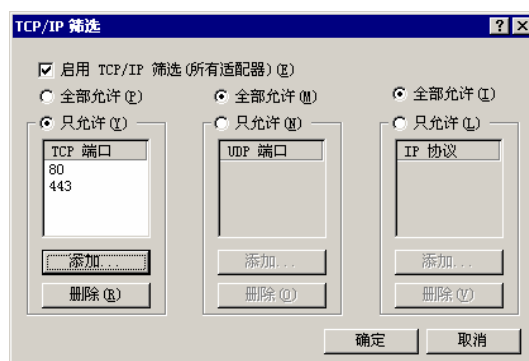 TCP/IP 筛选
启用 TCP/IP 筛选(所有适配器)(E)
全部允许(P) 全部允许(M) 全部允许(I)
只允许(Y) 只允许(N) 只允许(L)
TCP 端口 UDP 端口 IP 协议
80
443
添加... 添加... 添加...
删除(R) 删除(O) 删除(V)
确定 取消